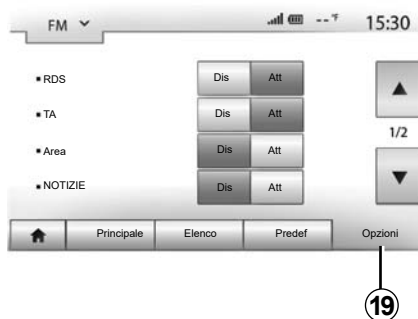 FM --°F 15:30
RDS Dis Att
TA Dis Att
1/2
Area Dis Att
NOTIZIE Dis Att
Principale Elenco Predef Opzioni
19